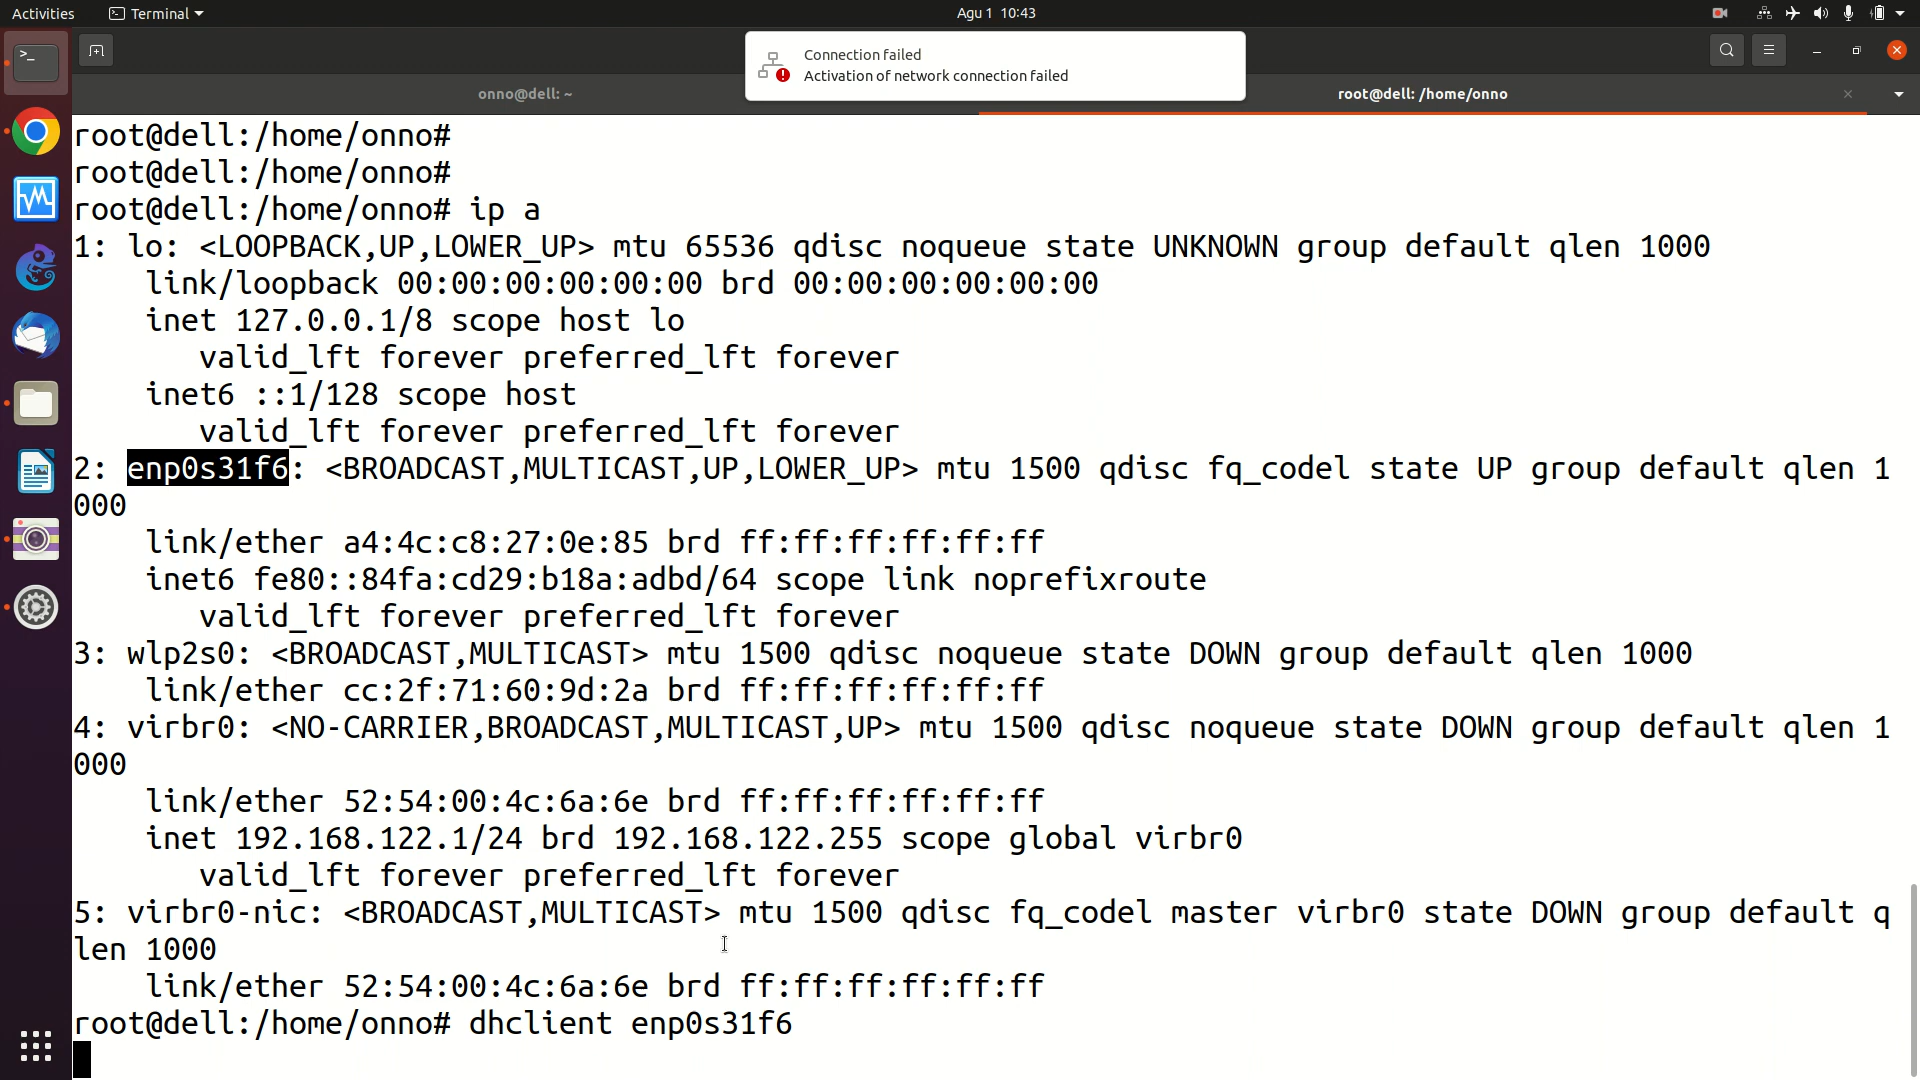 Activities
Terminal
Agu 1 10:43
Connection failed
Activation of network connection failed
onno@dell: ~
root@dell: /home/onno
root@dell:/home/onno#
root@dell:/home/onno#
root@dell:/home/onno# ip a
1: lo: <LOOPBACK,UP,LOWER_UP> mtu 65536 qdisc noqueue state UNKNOWN group default qlen 1000
    link/loopback 00:00:00:00:00:00 brd 00:00:00:00:00:00
    inet 127.0.0.1/8 scope host lo
       valid_lft forever preferred_lft forever
    inet6 ::1/128 scope host
       valid_lft forever preferred_lft forever
2: enp0s31f6: <BROADCAST,MULTICAST,UP,LOWER_UP> mtu 1500 qdisc fq_codel state UP group default qlen 1
000
    link/ether a4:4c:c8:27:0e:85 brd ff:ff:ff:ff:ff:ff
    inet6 fe80::84fa:cd29:b18a:adbd/64 scope link noprefixroute
       valid_lft forever preferred_lft forever
3: wlp2s0: <BROADCAST,MULTICAST> mtu 1500 qdisc noqueue state DOWN group default qlen 1000
    link/ether cc:2f:71:60:9d:2a brd ff:ff:ff:ff:ff:ff
4: virbr0: <NO-CARRIER,BROADCAST,MULTICAST,UP> mtu 1500 qdisc noqueue state DOWN group default qlen 1
000
    link/ether 52:54:00:4c:6a:6e brd ff:ff:ff:ff:ff:ff
    inet 192.168.122.1/24 brd 192.168.122.255 scope global virbr0
       valid_lft forever preferred_lft forever
5: virbr0-nic: <BROADCAST,MULTICAST> mtu 1500 qdisc fq_codel master virbr0 state DOWN group default q
len 1000
    link/ether 52:54:00:4c:6a:6e brd ff:ff:ff:ff:ff:ff
root@dell:/home/onno# dhclient enp0s31f6